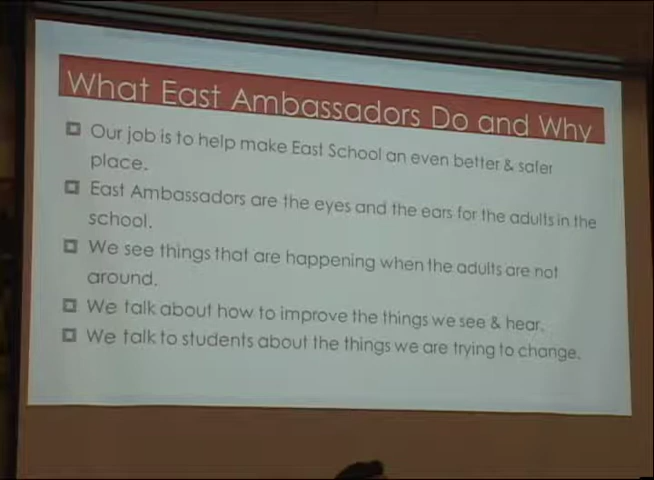 What East Ambassadors Do and Why
Our job is to help make East School an even better & safer
place.
East Ambassadors are the eyes and the ears for the adults in the
school.
We see things that are happening when the adults are not
around.
We talk about how to improve the things we see & hear.
We talk to students about the things we are trying to change.